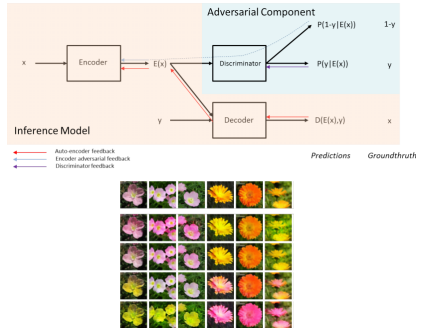 Adversarial Component
P(1-y|E(x))
1-y
x
Encoder
E(x)
Discriminator
P(y|E(x))
y
y
Decoder
D(E(x),y)
x
Inference Model
Auto-encoder feedback
Encoder adversarial feedback
Discriminator feedback
Predictions
Groundthruth